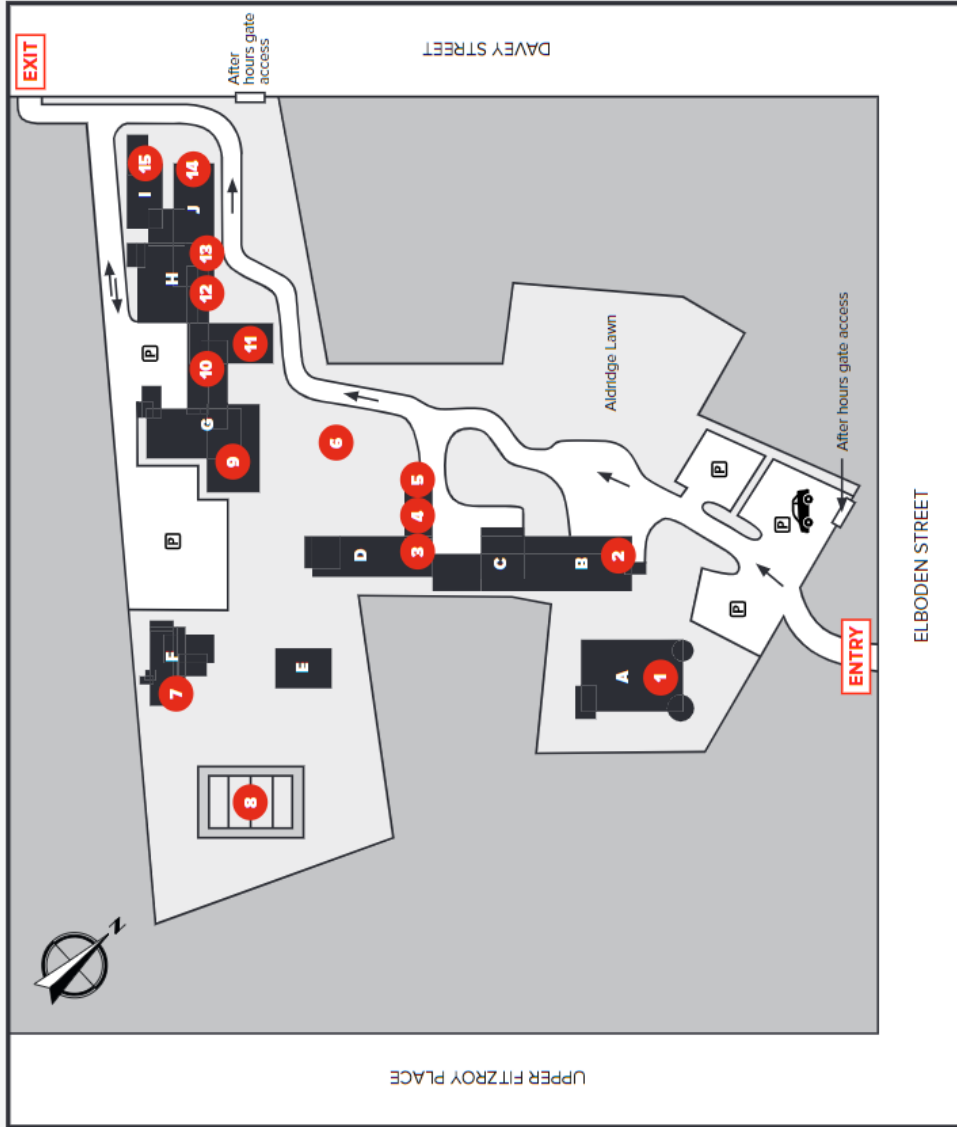 EXIT
After
hours gate
access
DAVEY STREET
15
I
14
J
13
H
12
11
10
P
G
9
6
P
5
4
3
D
C
B
2
Aldridge Lawn
After hours gate access
P
P
P
F
7
E
A
1
8
ENTRY
ELBODEN STREET
N
UPPER FITZROY PLACE